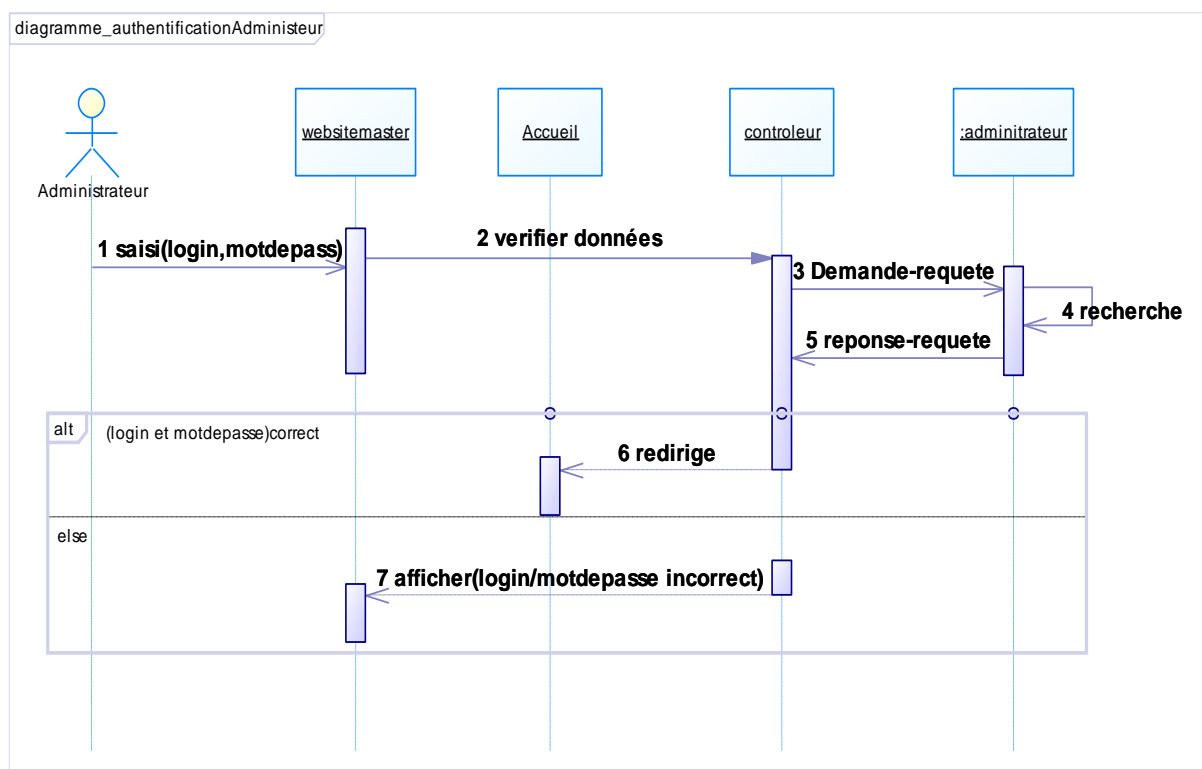 diagramme_authentificationAdministeur
websitemaster
Accueil
controleur
:adminitrateur
Administrateur
1 saisi(login,motdepass)
2 verifier données
3 Demande-requete
4 recherche
5 reponse-requete
alt
(login et motdepasse)correct
6 redirige
else
7 afficher(login/motdepasse incorrect)